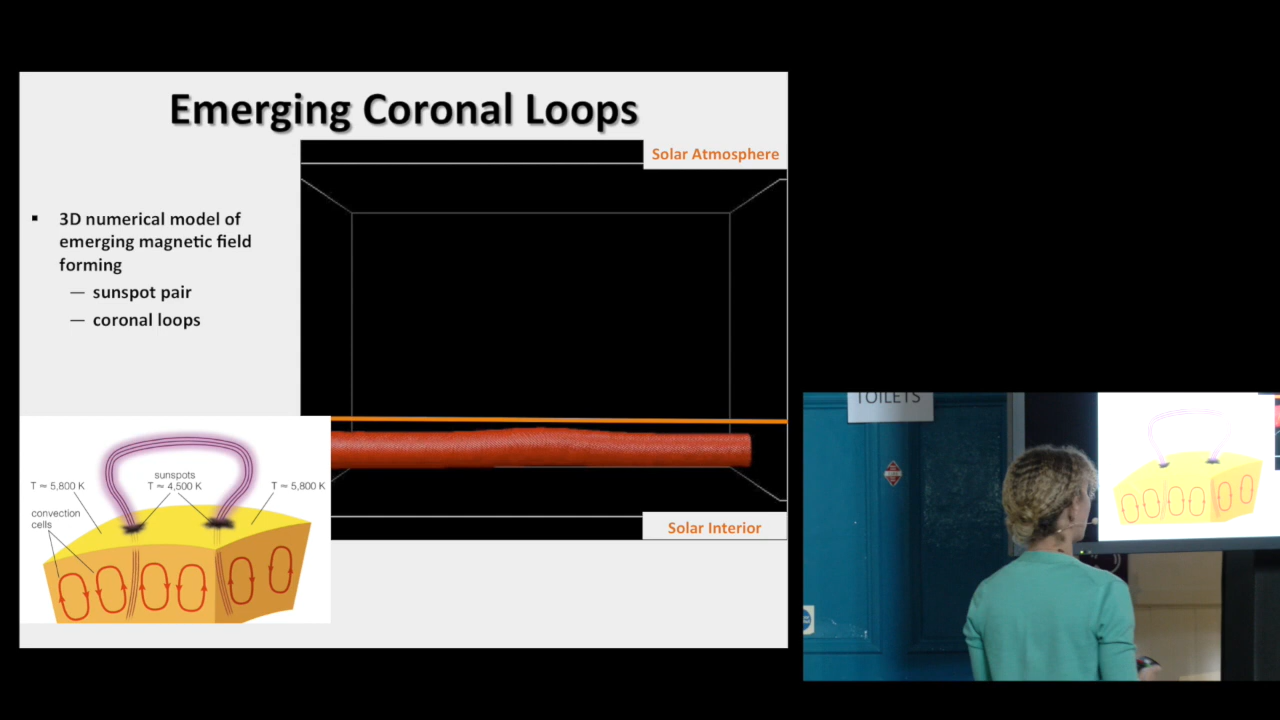 Emerging Coronal Loops
Solar Atmosphere
▪ 3D numerical model of
emerging magnetic field
forming
— sunspot pair
— coronal loops
sunspots
T ≈ 5,800 K
T ≈ 4,500 K
T ≈ 5,800 K
convection
cells
Solar Interior
TOILETS